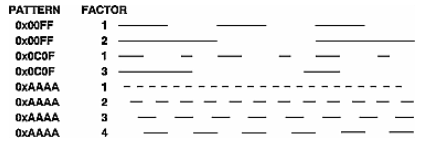 PATTERN FACTOR
0x00FF 1
0x00FF 2
0x0C0F 1
0x0C0F 3
0xAAAA 1
0xAAAA 2
0xAAAA 3
0xAAAA 4